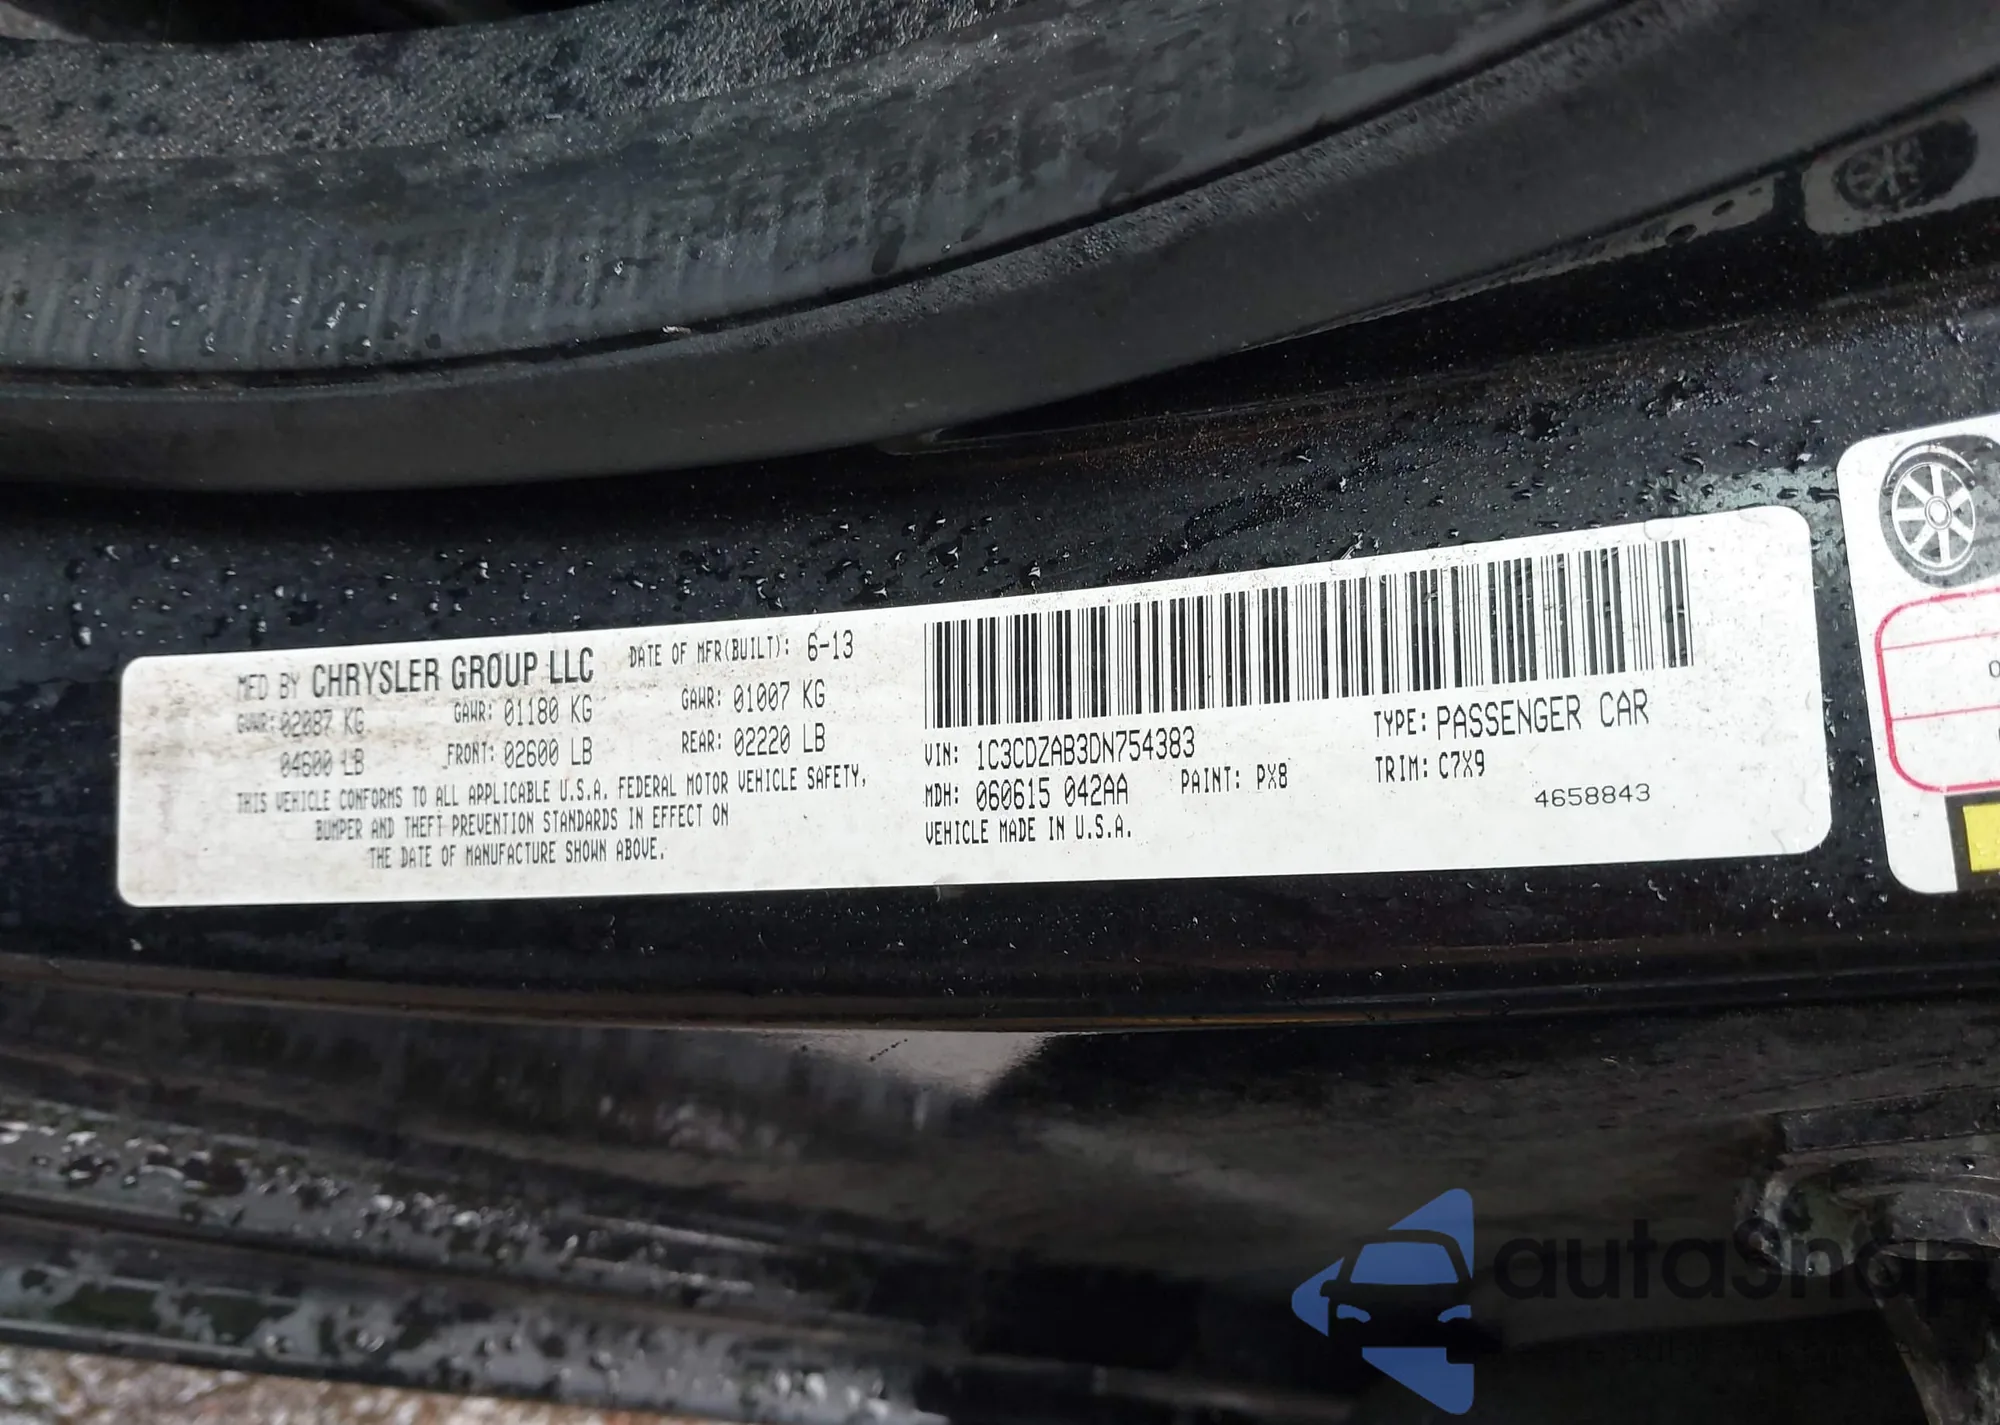 MFD BY CHRYSLER GROUP LLC DATE OF MFR(BUILT): 6-13
GVWR: 02087 KG GAWR: 01180 KG GAWR: 01007 KG
04600 LB FRONT: 02600 LB REAR: 02220 LB
THIS VEHICLE CONFORMS TO ALL APPLICABLE U.S.A. FEDERAL MOTOR VEHICLE SAFETY,
BUMPER AND THEFT PREVENTION STANDARDS IN EFFECT ON
THE DATE OF MANUFACTURE SHOWN ABOVE.
VIN: 1C3CDZAB3DN754383 TYPE: PASSENGER CAR
MDH: 060615 042AA PAINT: PX8 TRIM: C7X9
VEHICLE MADE IN U.S.A. 4658843
autaSnap